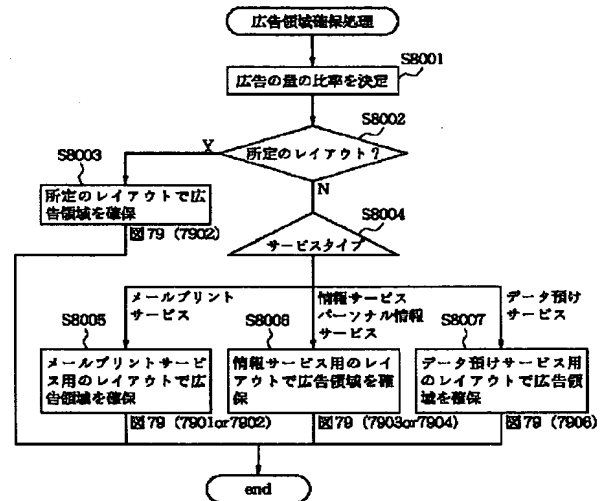 広告領域確保処理
S8001
広告の量の比率を決定
S8002
所定のレイアウト?
Y
N
S8003
所定のレイアウトで広
告領域を確保
図79 (7902)
S8004
サービスタイプ
メールプリント
サービス
情報サービス
パーソナル情報
サービス
データ預け
サービス
S8005
メールプリントサービ
ス用のレイアウトで広
告領域を確保
図79 (7901or7902)
S8006
情報サービス用のレイ
アウトで広告領域を確
保
図79 (7903or7904)
S8007
データ預けサービス用
のレイアウトで広告領
域を確保
図79 (7906)
end